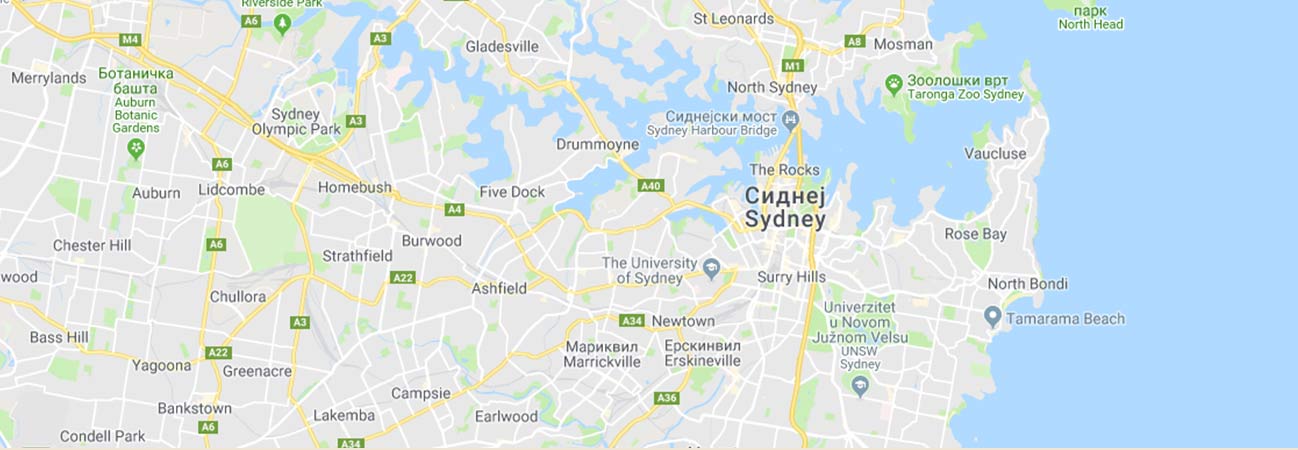 Riverside Park
парк
North Head
St Leonards
A6
M4
A3
Gladesville
A8
Mosman
M1
Merrylands
Ботаничка
башта
Auburn
Botanic
Gardens
North Sydney
Зоолошки врт
Taronga Zoo Sydney
Sydney
Olympic Park
A3
Сиднејски мост
Sydney Harbour Bridge
Drummoyne
Vaucluse
A6
The Rocks
Auburn
Lidcombe
Homebush
Five Dock
A40
Сиднеј
Sydney
A4
Chester Hill
A6
Strathfield
Burwood
Rose Bay
wood
The University
of Sydney
Surry Hills
A22
Ashfield
North Bondi
Chullora
A3
A34
Newtown
Univerzitet
u Novom
Južnom Velsu
UNSW
Sydney
Tamarama Beach
Bass Hill
Мариквил
Marrickville
Ерскинвил
Erskineville
A22
Yagoona
Greenacre
Campsie
A36
Bankstown
Lakemba
Earlwood
A6
Condell Park
A34